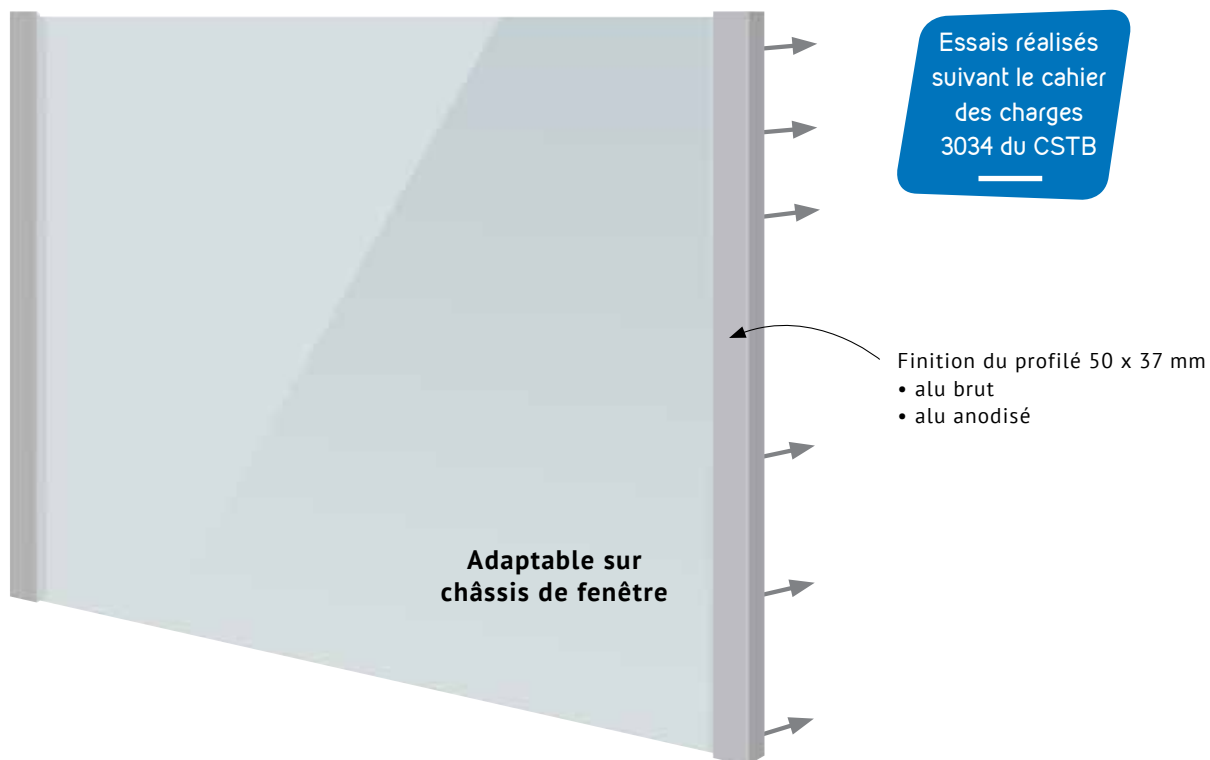 Essais réalisés
suivant le cahier
des charges
3034 du CSTB
Finition du profilé 50 x 37 mm
• alu brut
• alu anodisé
Adaptable sur
châssis de fenêtre